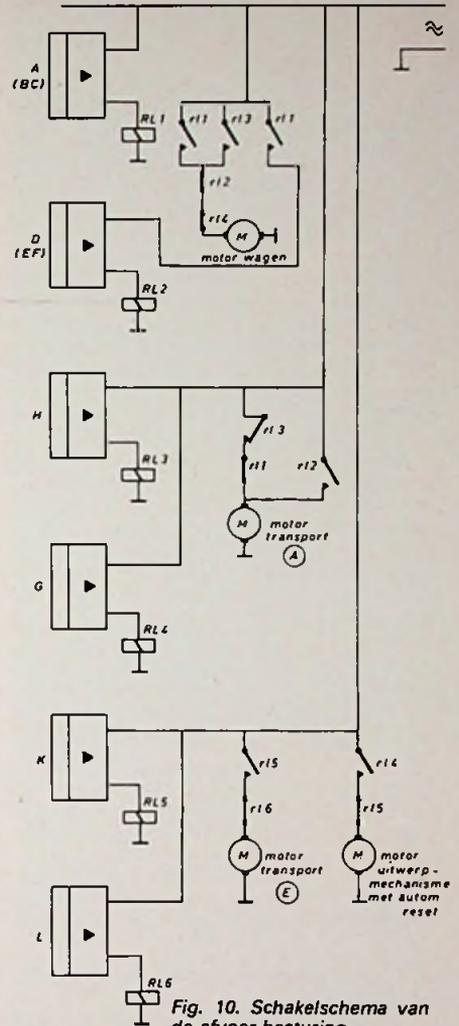 ≈
A
(BC)
RL1
rl1
rl3
rl1
rl2
rl4
M
motor wagen
D
(EF)
RL2
H
rl3
RL3
rl1
rl2
M
motor
transport
A
G
RL4
K
rl5
rl4
RL5
rl6
rl5
M
motor
transport
E
M
motor
uitwerp-
mechanisme
met autom
reset
L
RL6
Fig. 10. Schakelschema van